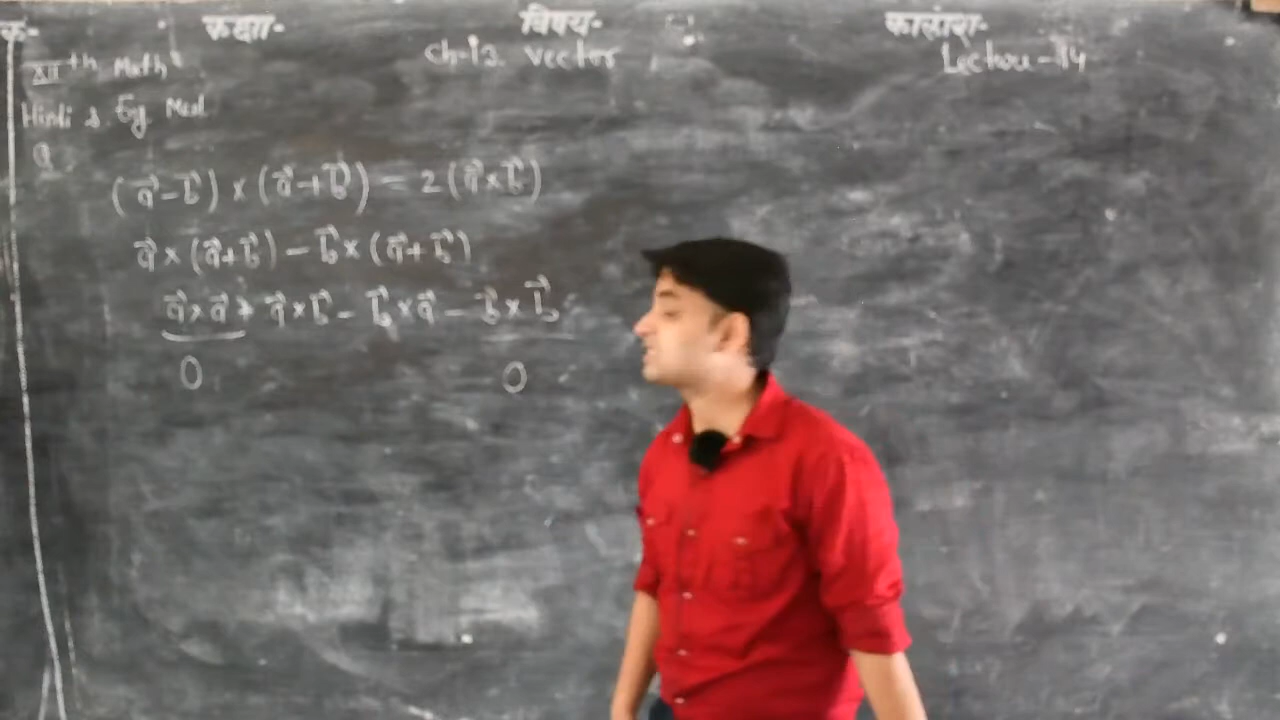 क- कक्षा- विषय- कालांश-
XII th Math Ch-13 Vector Lecture-14
Hindi & Eng Med.
Q
(a⃗-b⃗)×(a⃗+b⃗) = 2(a⃗×b⃗)
a⃗×(a⃗+b⃗) - b⃗×(a⃗+b⃗)
a⃗×a⃗ + a⃗×b⃗ - b⃗×a⃗ - b⃗×b⃗
0 0